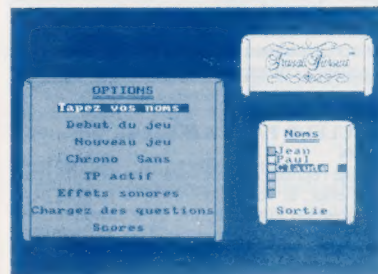 OPTIONS
Tapez vos noms
Debut du jeu
Nouveau jeu
Chrono Sans
TP actif
Effets sonores
Chargez des questions
Scores
Noms
Jean
Paul
Claude
Sortie